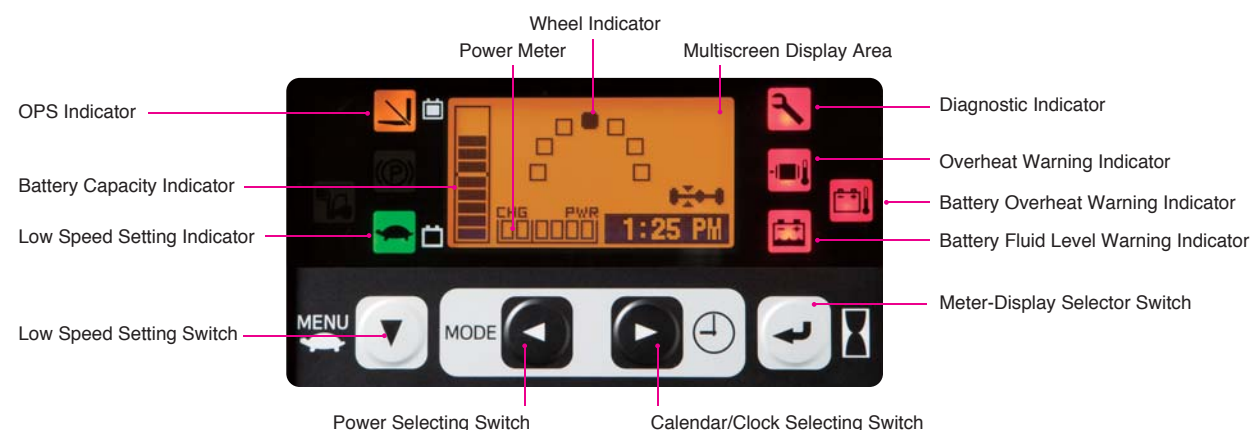 Wheel Indicator
Power Meter
Multiscreen Display Area
OPS Indicator
Diagnostic Indicator
Overheat Warning Indicator
Battery Capacity Indicator
Battery Overheat Warning Indicator
Low Speed Setting Indicator
Battery Fluid Level Warning Indicator
(P)
CHG PWR
1:25 PM
Meter-Display Selector Switch
MENU
MODE
Low Speed Setting Switch
Power Selecting Switch
Calendar/Clock Selecting Switch